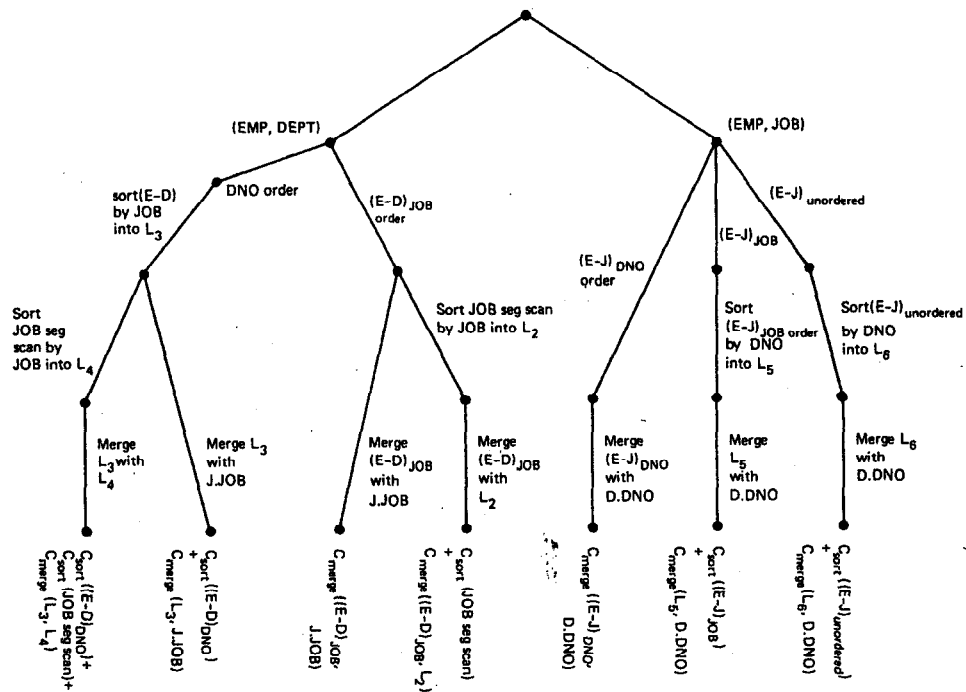 (EMP, DEPT)
(EMP, JOB)
DNO order
sort(E–D)
by JOB
into L3
(E–D)JOB
order
(E–J)DNO
order
(E–J)JOB
(E–J) unordered
Sort
JOB seg
scan by
JOB into L4
Sort JOB seg scan
by JOB into L2
Sort
(E–J)JOB order
by DNO
into L5
Sort(E–J)unordered
by DNO
into L6
Merge
L3 with
L4
Merge L3
with
J.JOB
Merge
(E–D)JOB
with
J.JOB
Merge
(E–D)JOB
with
L2
Merge
(E–J)DNO
with
D.DNO
Merge
L5
with
D.DNO
Merge L6
with
D.DNO
Csort ((E–D)DNO)+
Csort (JOB seg scan)+
Cmerge (L3, L4)
Csort ((E–D)DNO)
+
Cmerge (L3, J.JOB)
Cmerge ((E–D)JOB,
J.JOB)
Csort (JOB seg scan)
+
Cmerge ((E–D)JOB, L2)
Cmerge ((E–J)DNO,
D.DNO)
Csort ((E–J)JOB)
+
Cmerge(L5, D.DNO)
Csort ((E–J)unordered)
+
Cmerge(L6, D.DNO)